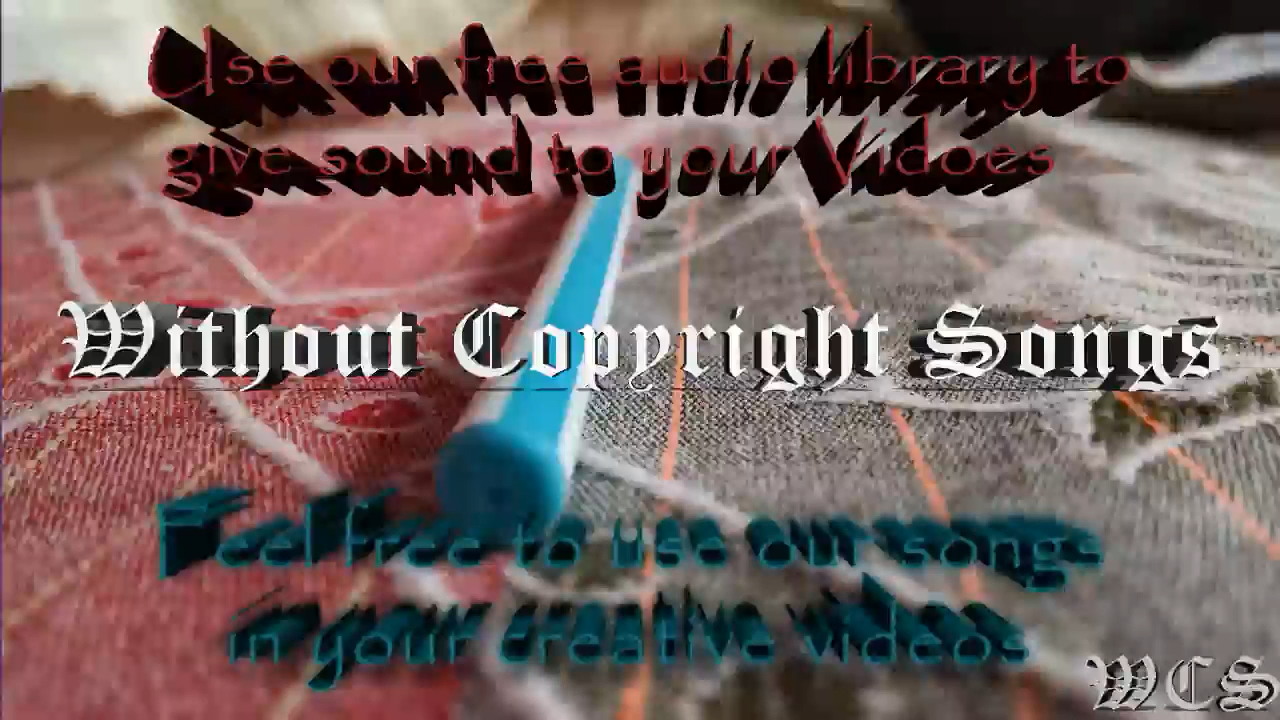 Use our free audio library to
give sound to your Vidoes
Without Copyright Songs
Feel free to use our songs
in your creative videos
WCS